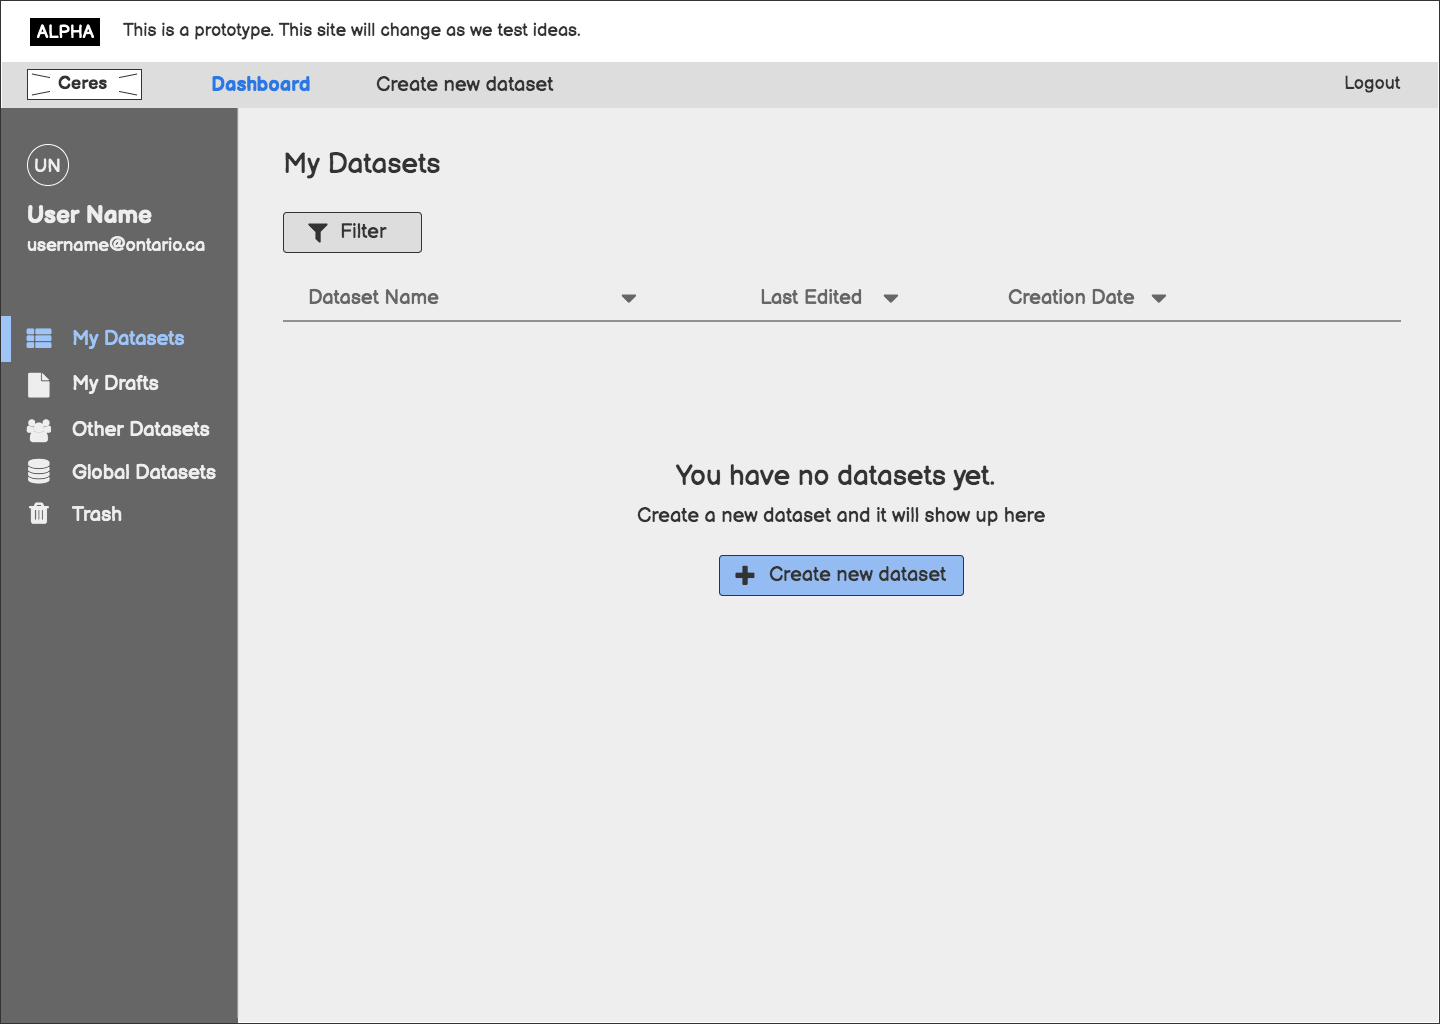 ALPHA This is a prototype. This site will change as we test ideas.
Ceres Dashboard Create new dataset Logout
UN
User Name
username@ontario.ca
My Datasets
My Drafts
Other Datasets
Global Datasets
Trash
My Datasets
Filter
Dataset Name Last Edited Creation Date
You have no datasets yet.
Create a new dataset and it will show up here
Create new dataset